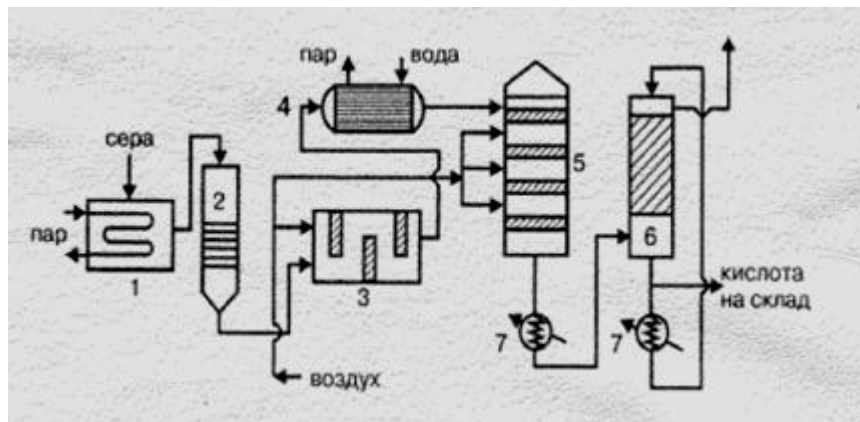 пар
вода
4
сера
2
5
пар
6
1
3
кислота
на склад
7
7
воздух